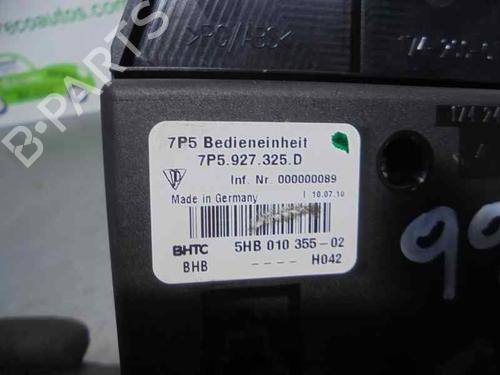 recoauto
>PC/ABS<
7P5 Bedieneinheit
7P5.927.325.D
Inf. Nr. 000000089
Made in Germany
10.07.10
BHTC
5HB 010 355-02
BHB
----
H042